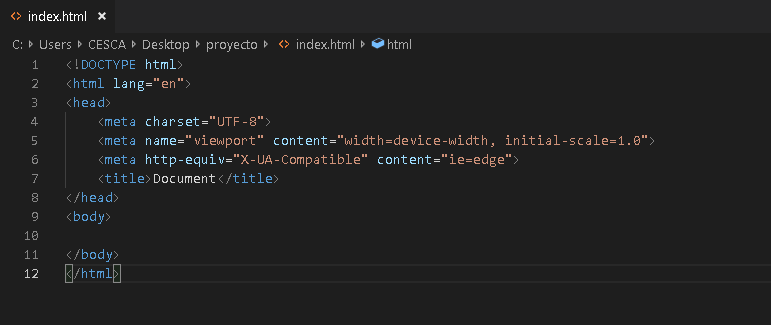 index.html ×
C: > Users > CESCA > Desktop > proyecto > <> index.html > html
1 <!DOCTYPE html>
2 <html lang="en">
3 <head>
4     <meta charset="UTF-8">
5     <meta name="viewport" content="width=device-width, initial-scale=1.0">
6     <meta http-equiv="X-UA-Compatible" content="ie=edge">
7     <title>Document</title>
8 </head>
9 <body>
10
11 </body>
12 </html>